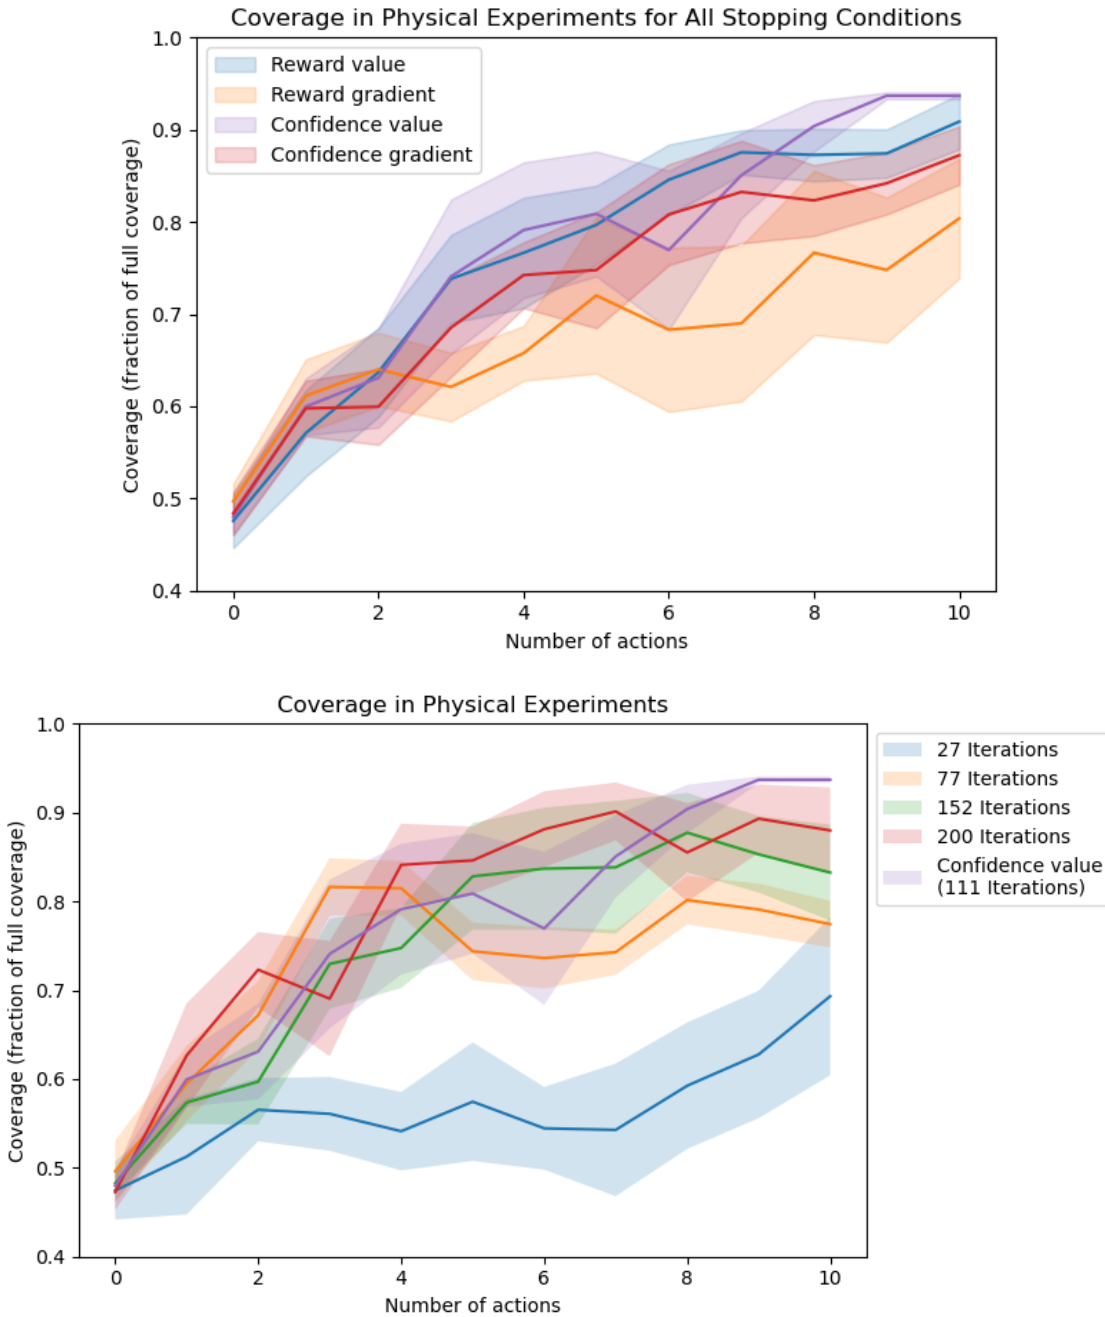 Coverage in Physical Experiments for All Stopping Conditions
1.0
0.9
0.8
0.7
0.6
0.5
0.4
Coverage (fraction of full coverage)
Reward value
Reward gradient
Confidence value
Confidence gradient
0 2 4 6 8 10
Number of actions
Coverage in Physical Experiments
1.0
0.9
0.8
0.7
0.6
0.5
0.4
Coverage (fraction of full coverage)
27 Iterations
77 Iterations
152 Iterations
200 Iterations
Confidence value
(111 Iterations)
0 2 4 6 8 10
Number of actions